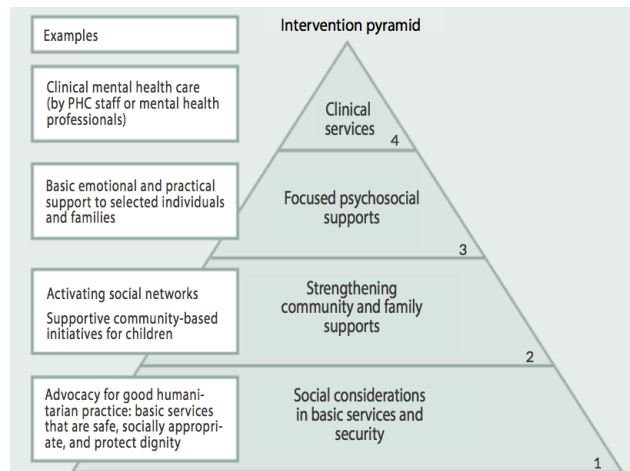 Intervention pyramid
Examples
Clinical mental health care
(by PHC staff or mental health
professionals)
Clinical
services
4
Basic emotional and practical
support to selected individuals
and families
Focused psychosocial
supports
3
Activating social networks
Supportive community-based
initiatives for children
Strengthening
community and family
supports
2
Advocacy for good humani-
tarian practice: basic services
that are safe, socially appropri-
ate, and protect dignity
Social considerations
in basic services and
security
1